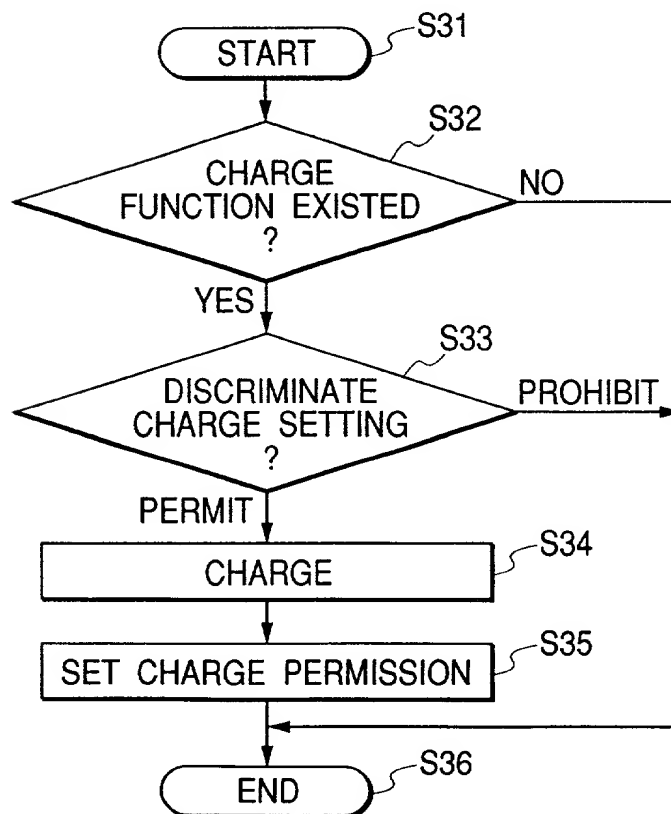 START
S31
S32
CHARGE
FUNCTION EXISTED
?
NO
YES
S33
DISCRIMINATE
CHARGE SETTING
?
PROHIBIT
PERMIT
S34
CHARGE
S35
SET CHARGE PERMISSION
END
S36